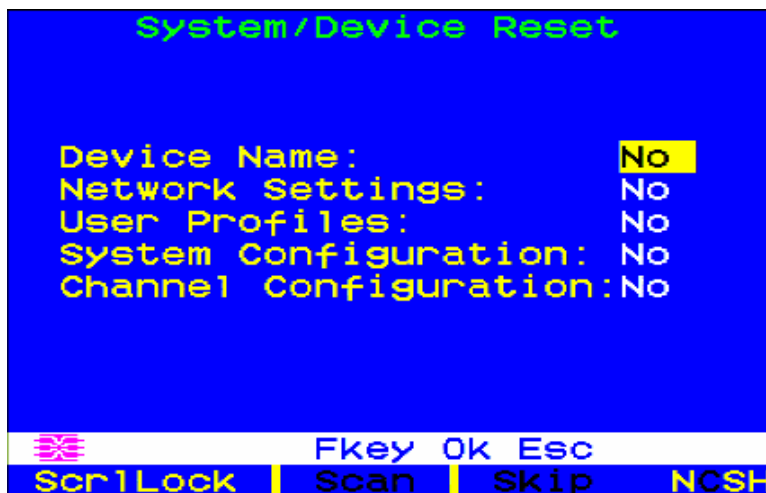 System/Device Reset
Device Name: No
Network Settings: No
User Profiles: No
System Configuration: No
Channel Configuration:No
Fkey Ok Esc
ScrlLock Scan Skip NCSH